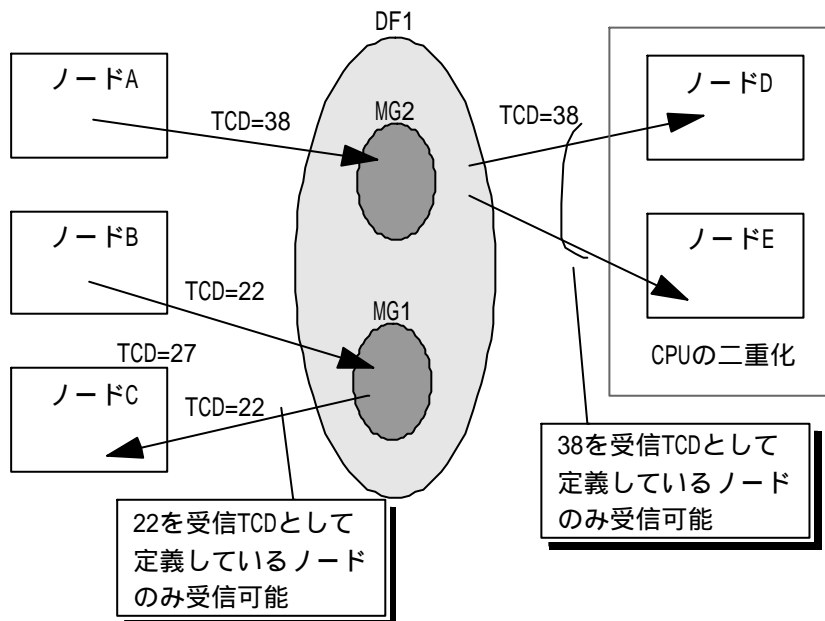 DF1
ノードA
TCD=38
MG2
TCD=38
ノードD
ノードB
TCD=22
MG1
ノードE
CPUの二重化
TCD=27
ノードC
TCD=22
38を受信TCDとして
定義しているノード
のみ受信可能
22を受信TCDとして
定義しているノード
のみ受信可能